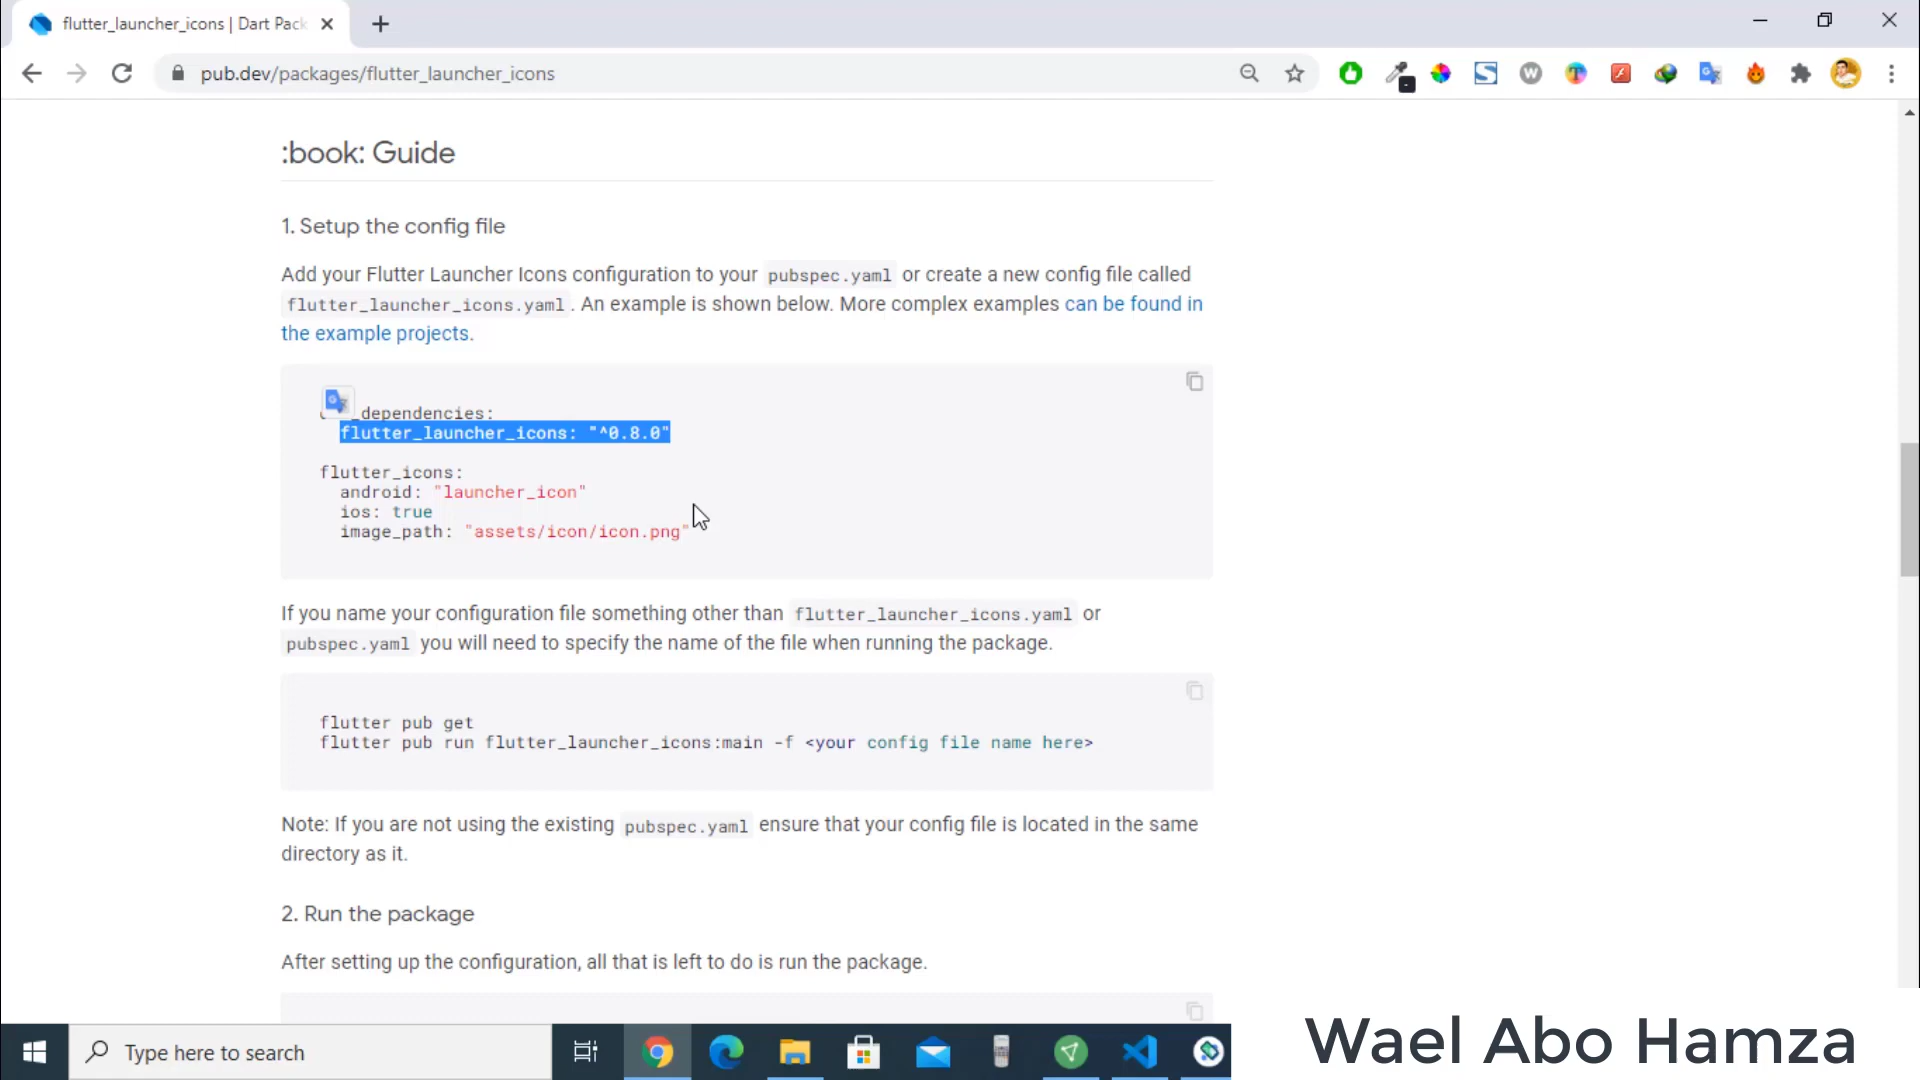 flutter_launcher_icons | Dart Pack
pub.dev/packages/flutter_launcher_icons
:book: Guide
1. Setup the config file
Add your Flutter Launcher Icons configuration to your pubspec.yaml or create a new config file called
flutter_launcher_icons.yaml. An example is shown below. More complex examples can be found in
the example projects.
_dependencies:
flutter_launcher_icons: "^0.8.0"
flutter_icons:
android: "launcher_icon"
ios: true
image_path: "assets/icon/icon.png"
If you name your configuration file something other than flutter_launcher_icons.yaml or
pubspec.yaml you will need to specify the name of the file when running the package.
flutter pub get
flutter pub run flutter_launcher_icons:main -f <your config file name here>
Note: If you are not using the existing pubspec.yaml ensure that your config file is located in the same
directory as it.
2. Run the package
After setting up the configuration, all that is left to do is run the package.
Type here to search
Wael Abo Hamza